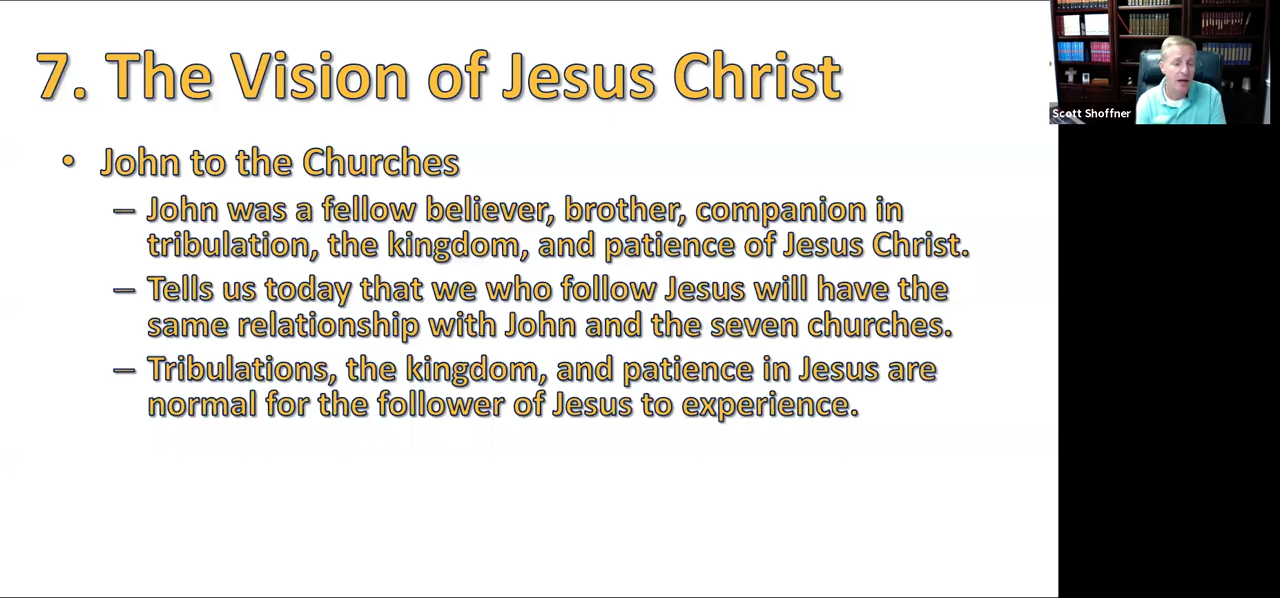 7. The Vision of Jesus Christ
• John to the Churches
– John was a fellow believer, brother, companion in
tribulation, the kingdom, and patience of Jesus Christ.
– Tells us today that we who follow Jesus will have the
same relationship with John and the seven churches.
– Tribulations, the kingdom, and patience in Jesus are
normal for the follower of Jesus to experience.
Scott Shoffner